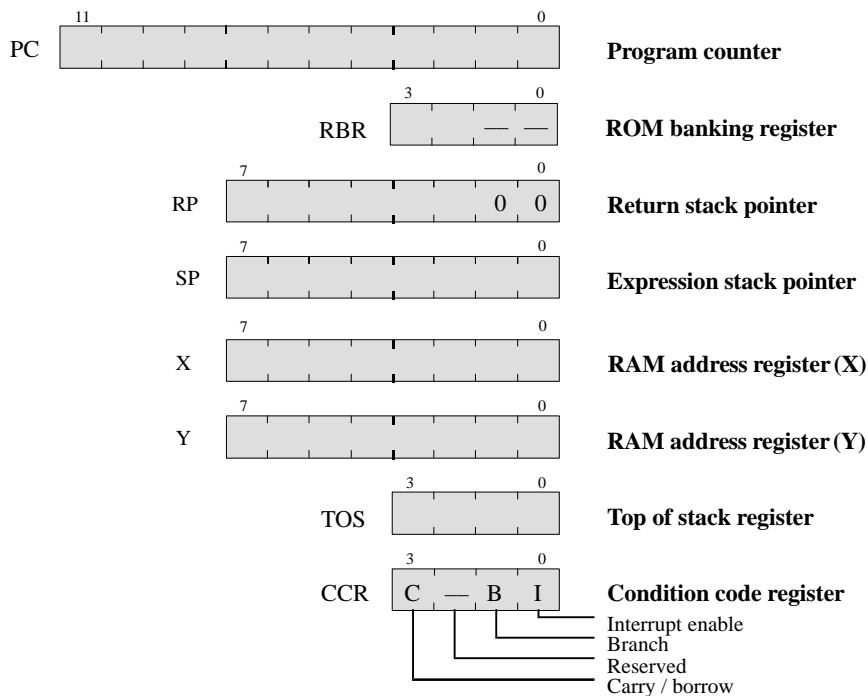 11 0
PC Program counter
3 0
RBR — — ROM banking register
7 0
RP 0 0 Return stack pointer
7 0
SP Expression stack pointer
7 0
X RAM address register (X)
7 0
Y RAM address register (Y)
3 0
TOS Top of stack register
3 0
CCR C — B I Condition code register
Interrupt enable
Branch
Reserved
Carry / borrow